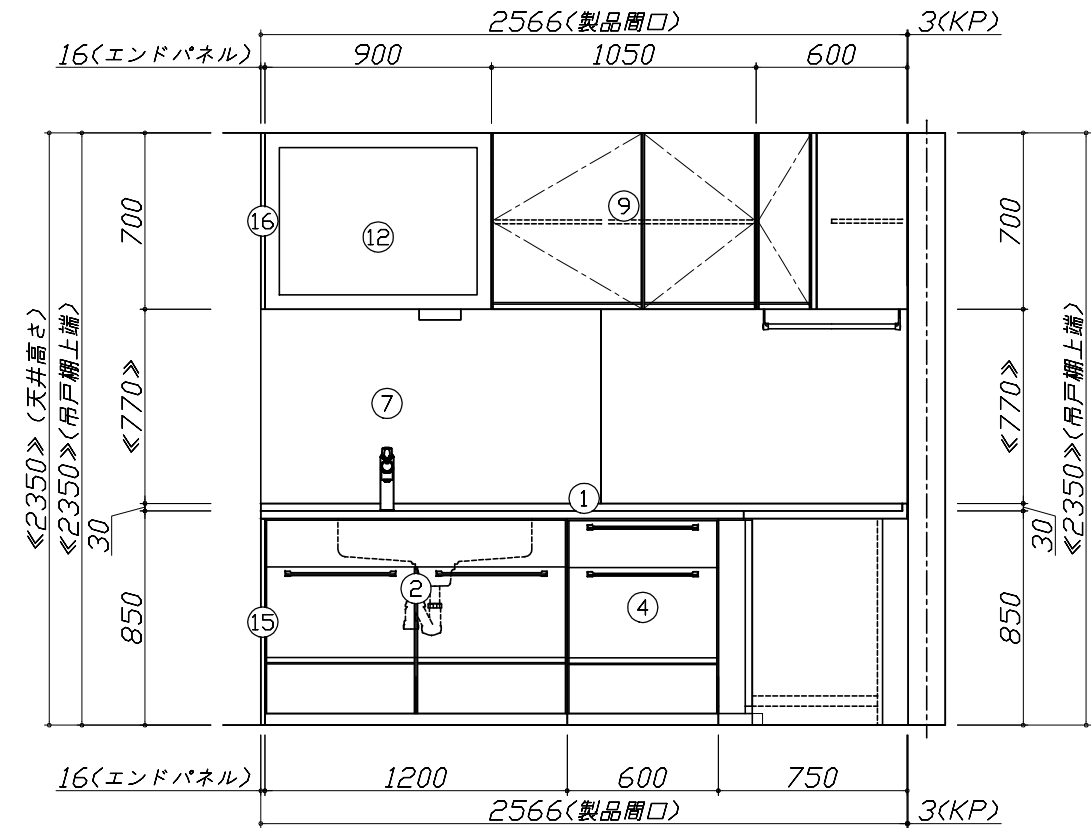 2566(製品間口)
3(KP)
16(エンドパネル)
900
1050
600
700
≪770≫
30
850
≪2350≫(天井高さ)
≪2350≫(吊戸棚上端)
16
12
9
7
1
2
4
15
700
≪770≫
30
850
≪2350≫(吊戸棚上端)
16(エンドパネル)
1200
600
750
2566(製品間口)
3(KP)